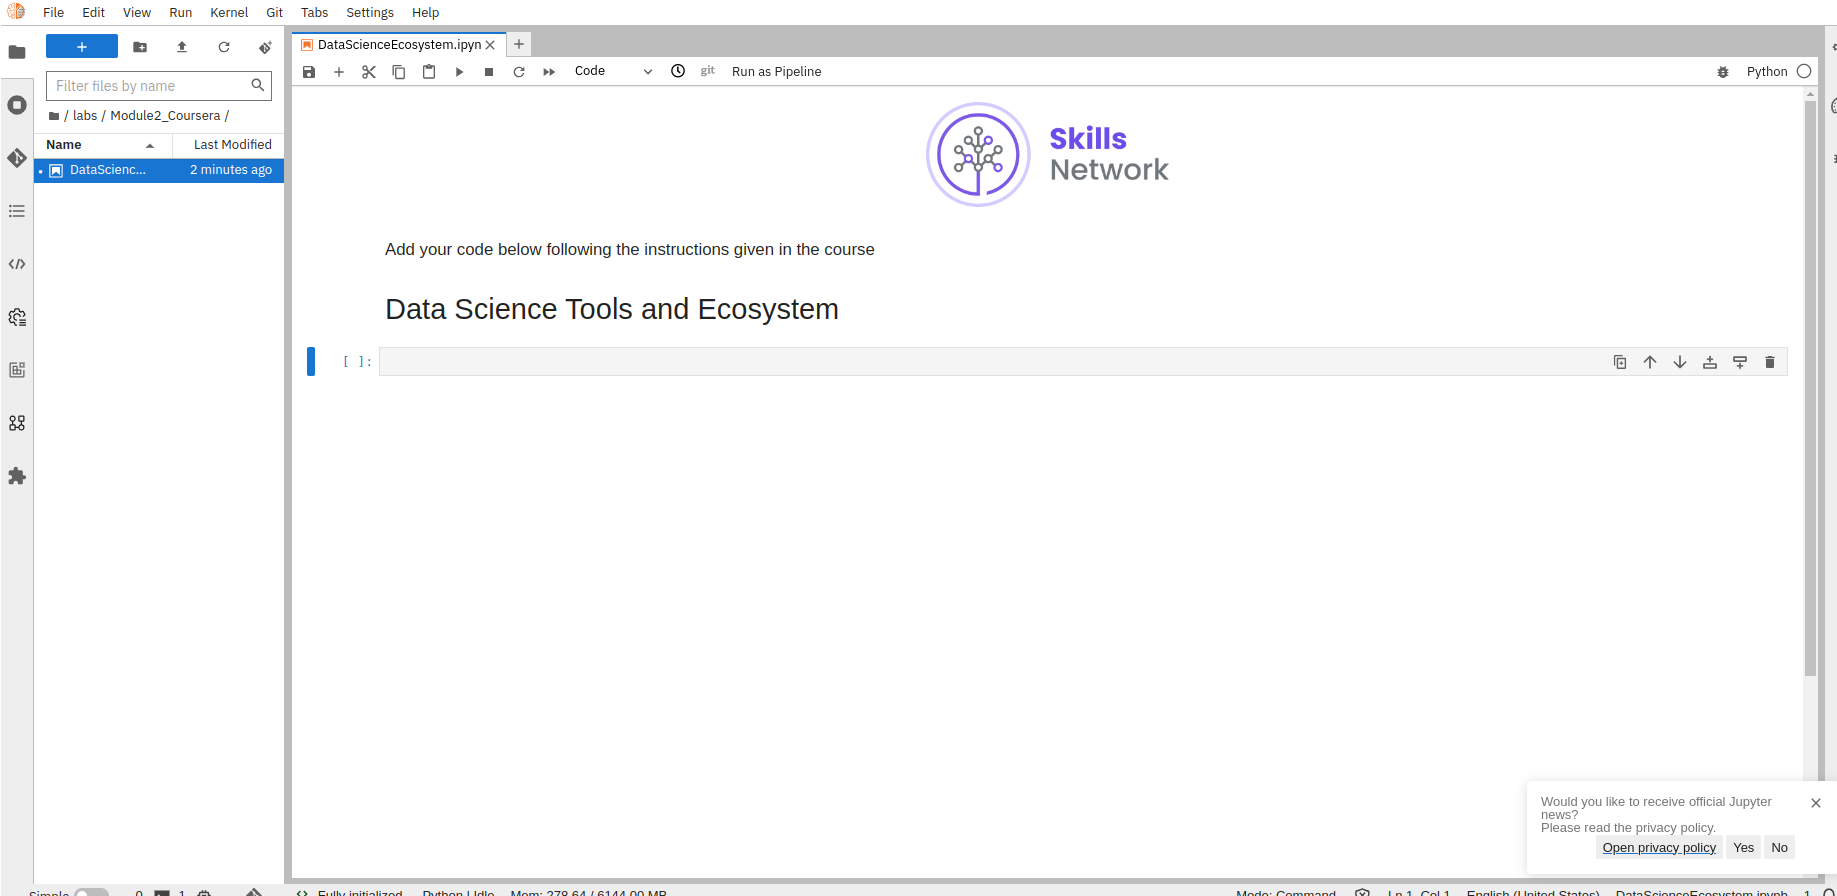 File Edit View Run Kernel Git Tabs Settings Help
Filter files by name
/ labs / Module2_Coursera /
Name Last Modified
DataScienc... 2 minutes ago
DataScienceEcosystem.ipyn
Code git Run as Pipeline Python
Skills
Network
Add your code below following the instructions given in the course
Data Science Tools and Ecosystem
[ ]:
Would you like to receive official Jupyter
news?
Please read the privacy policy.
Open privacy policy Yes No
Simple 0 1 Fully initialized Python | Idle Mem: 278.64 / 6144.00 MB Mode: Command Ln 1, Col 1 English (United States) DataScienceEcosystem.ipynb 1